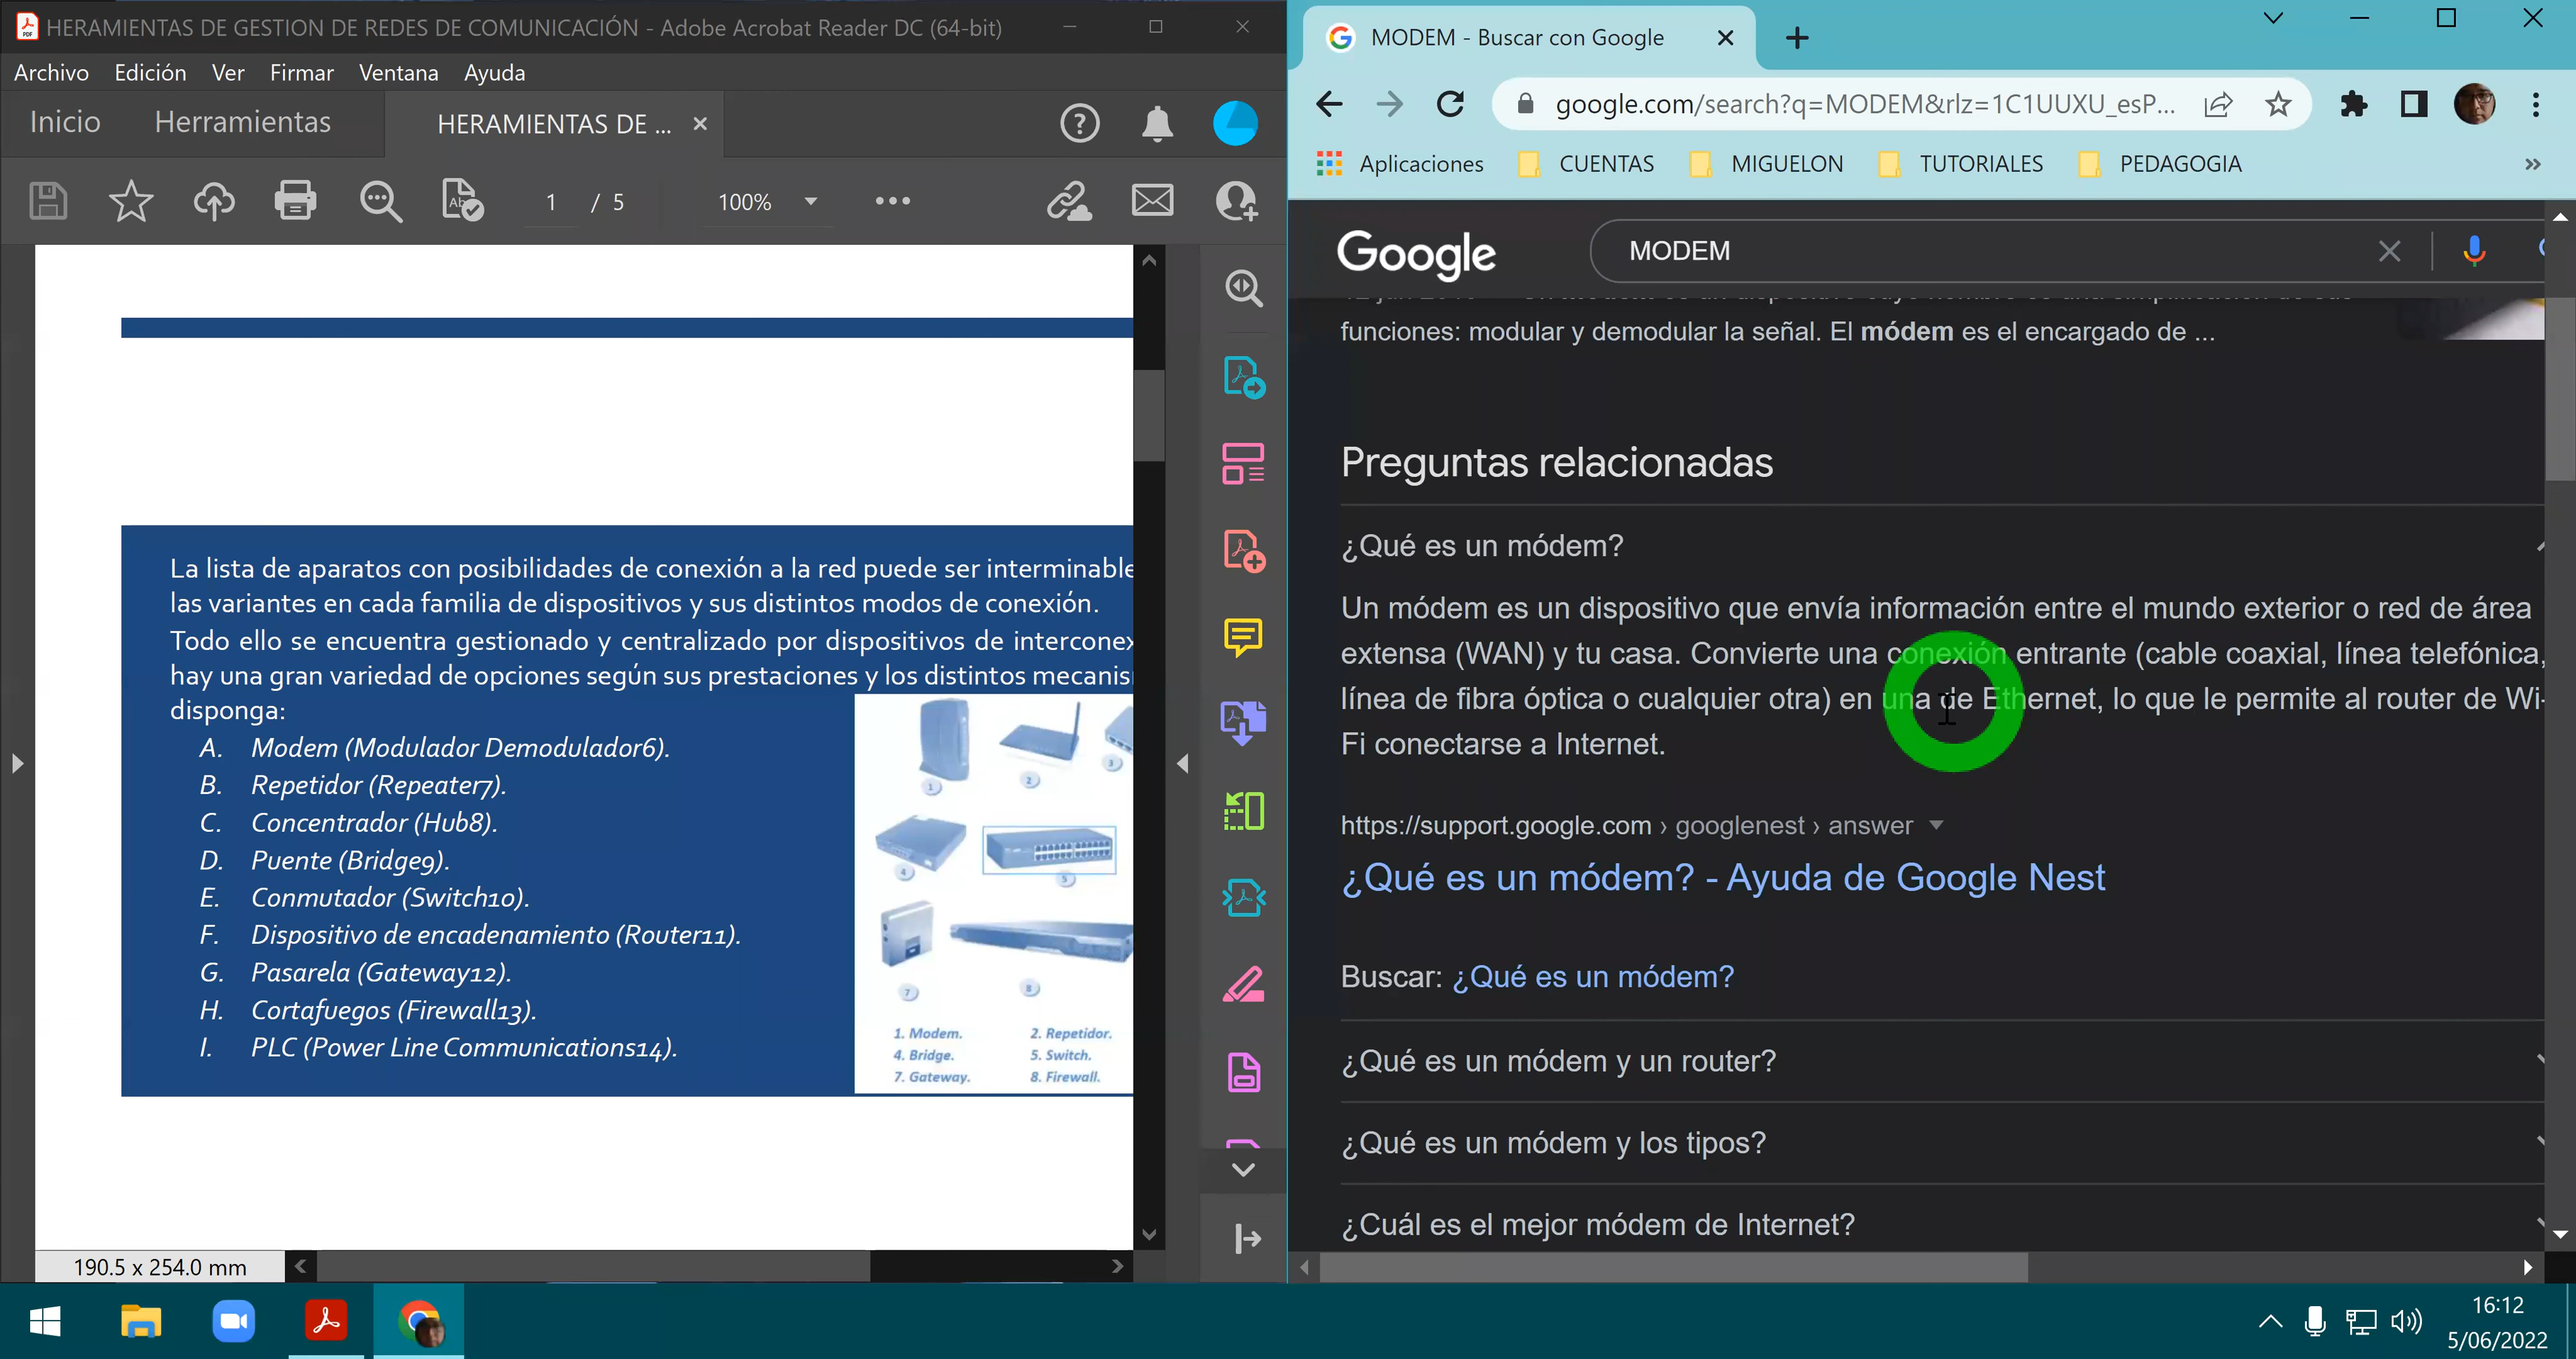 HERAMIENTAS DE GESTION DE REDES DE COMUNICACIÓN - Adobe Acrobat Reader DC (64-bit)
Archivo Edición Ver Firmar Ventana Ayuda
Inicio Herramientas HERAMIENTAS DE ...
1 / 5 100%
La lista de aparatos con posibilidades de conexión a la red puede ser interminable
las variantes en cada familia de dispositivos y sus distintos modos de conexión.
Todo ello se encuentra gestionado y centralizado por dispositivos de interconex
hay una gran variedad de opciones según sus prestaciones y los distintos mecanis
disponga:
A. Modem (Modulador Demodulador6).
B. Repetidor (Repeater7).
C. Concentrador (Hub8).
D. Puente (Bridge9).
E. Conmutador (Switch10).
F. Dispositivo de encadenamiento (Router11).
G. Pasarela (Gateway12).
H. Cortafuegos (Firewall13).
I. PLC (Power Line Communications14).
1 2 3
4 5
7 8
1. Modem. 2. Repetidor.
4. Bridge. 5. Switch.
7. Gateway. 8. Firewall.
190.5 x 254.0 mm
MODEM - Buscar con Google
google.com/search?q=MODEM&rlz=1C1UUXU_esP...
Aplicaciones CUENTAS MIGUELON TUTORIALES PEDAGOGIA
Google MODEM
funciones: modular y demodular la señal. El módem es el encargado de ...
Preguntas relacionadas
¿Qué es un módem?
Un módem es un dispositivo que envía información entre el mundo exterior o red de área
extensa (WAN) y tu casa. Convierte una conexión entrante (cable coaxial, línea telefónica,
línea de fibra óptica o cualquier otra) en una de Ethernet, lo que le permite al router de Wi-
Fi conectarse a Internet.
https://support.google.com › googlenest › answer
¿Qué es un módem? - Ayuda de Google Nest
Buscar: ¿Qué es un módem?
¿Qué es un módem y un router?
¿Qué es un módem y los tipos?
¿Cuál es el mejor módem de Internet?
16:12
5/06/2022